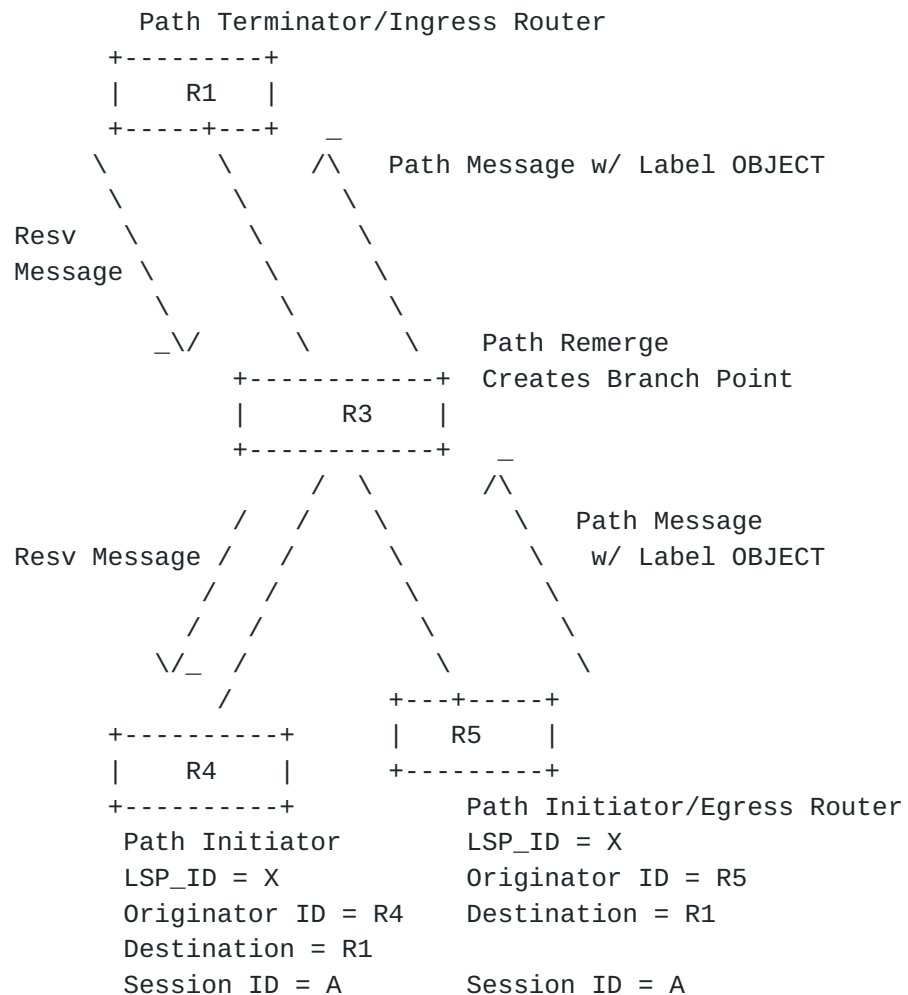 Path Terminator/Ingress Router
      +---------+
      |    R1   |
      +-----+---+   _
     \       \     /\   Path Message w/ Label OBJECT
      \       \      \
Resv   \       \      \
Message \       \      \
         \       \      \
         _\/      \      \    Path Remerge
              +------------+  Creates Branch Point
              |      R3    |
              +------------+   _
                   / \       /\
              /   /    \        \   Path Message
Resv Message /   /      \        \   w/ Label OBJECT
            /   /        \        \
           /   /          \        \
         \/_  /            \        \
             /          +---+-----+
      +----------+      |   R5    |
      |    R4    |      +---------+
      +----------+           Path Initiator/Egress Router
       Path Initiator        LSP_ID = X
       LSP_ID = X            Originator ID = R5
       Originator ID = R4    Destination = R1
       Destination = R1
       Session ID = A        Session ID = A